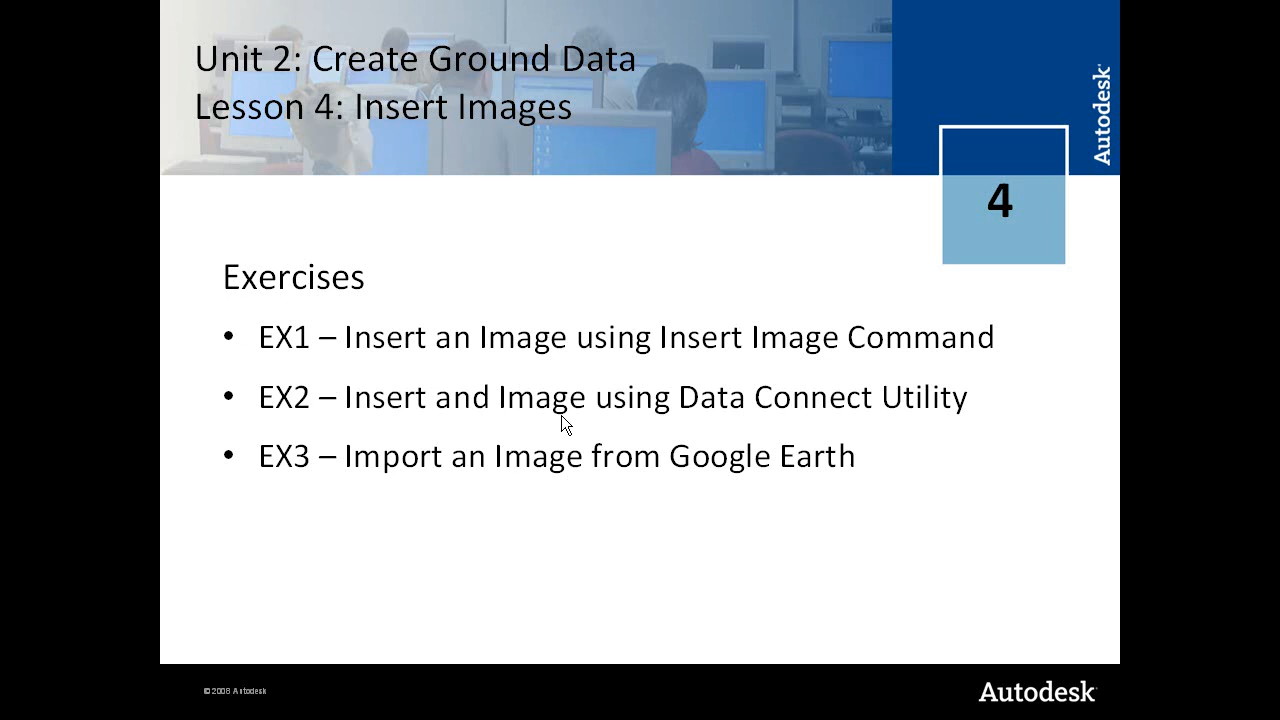 Unit 2: Create Ground Data
Lesson 4: Insert Images
Autodesk
4
Exercises
• EX1 – Insert an Image using Insert Image Command
• EX2 – Insert and Image using Data Connect Utility
• EX3 – Import an Image from Google Earth
© 2008 Autodesk
Autodesk